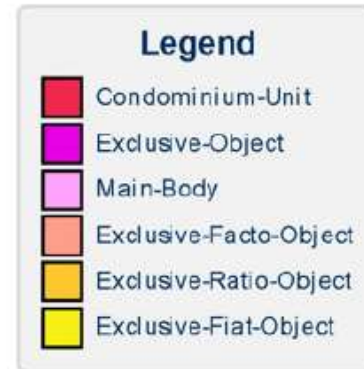 Legend
Condominium-Unit
Exclusive-Object
Main-Body
Exclusive-Facto-Object
Exclusive-Ratio-Object
Exclusive-Fiat-Object